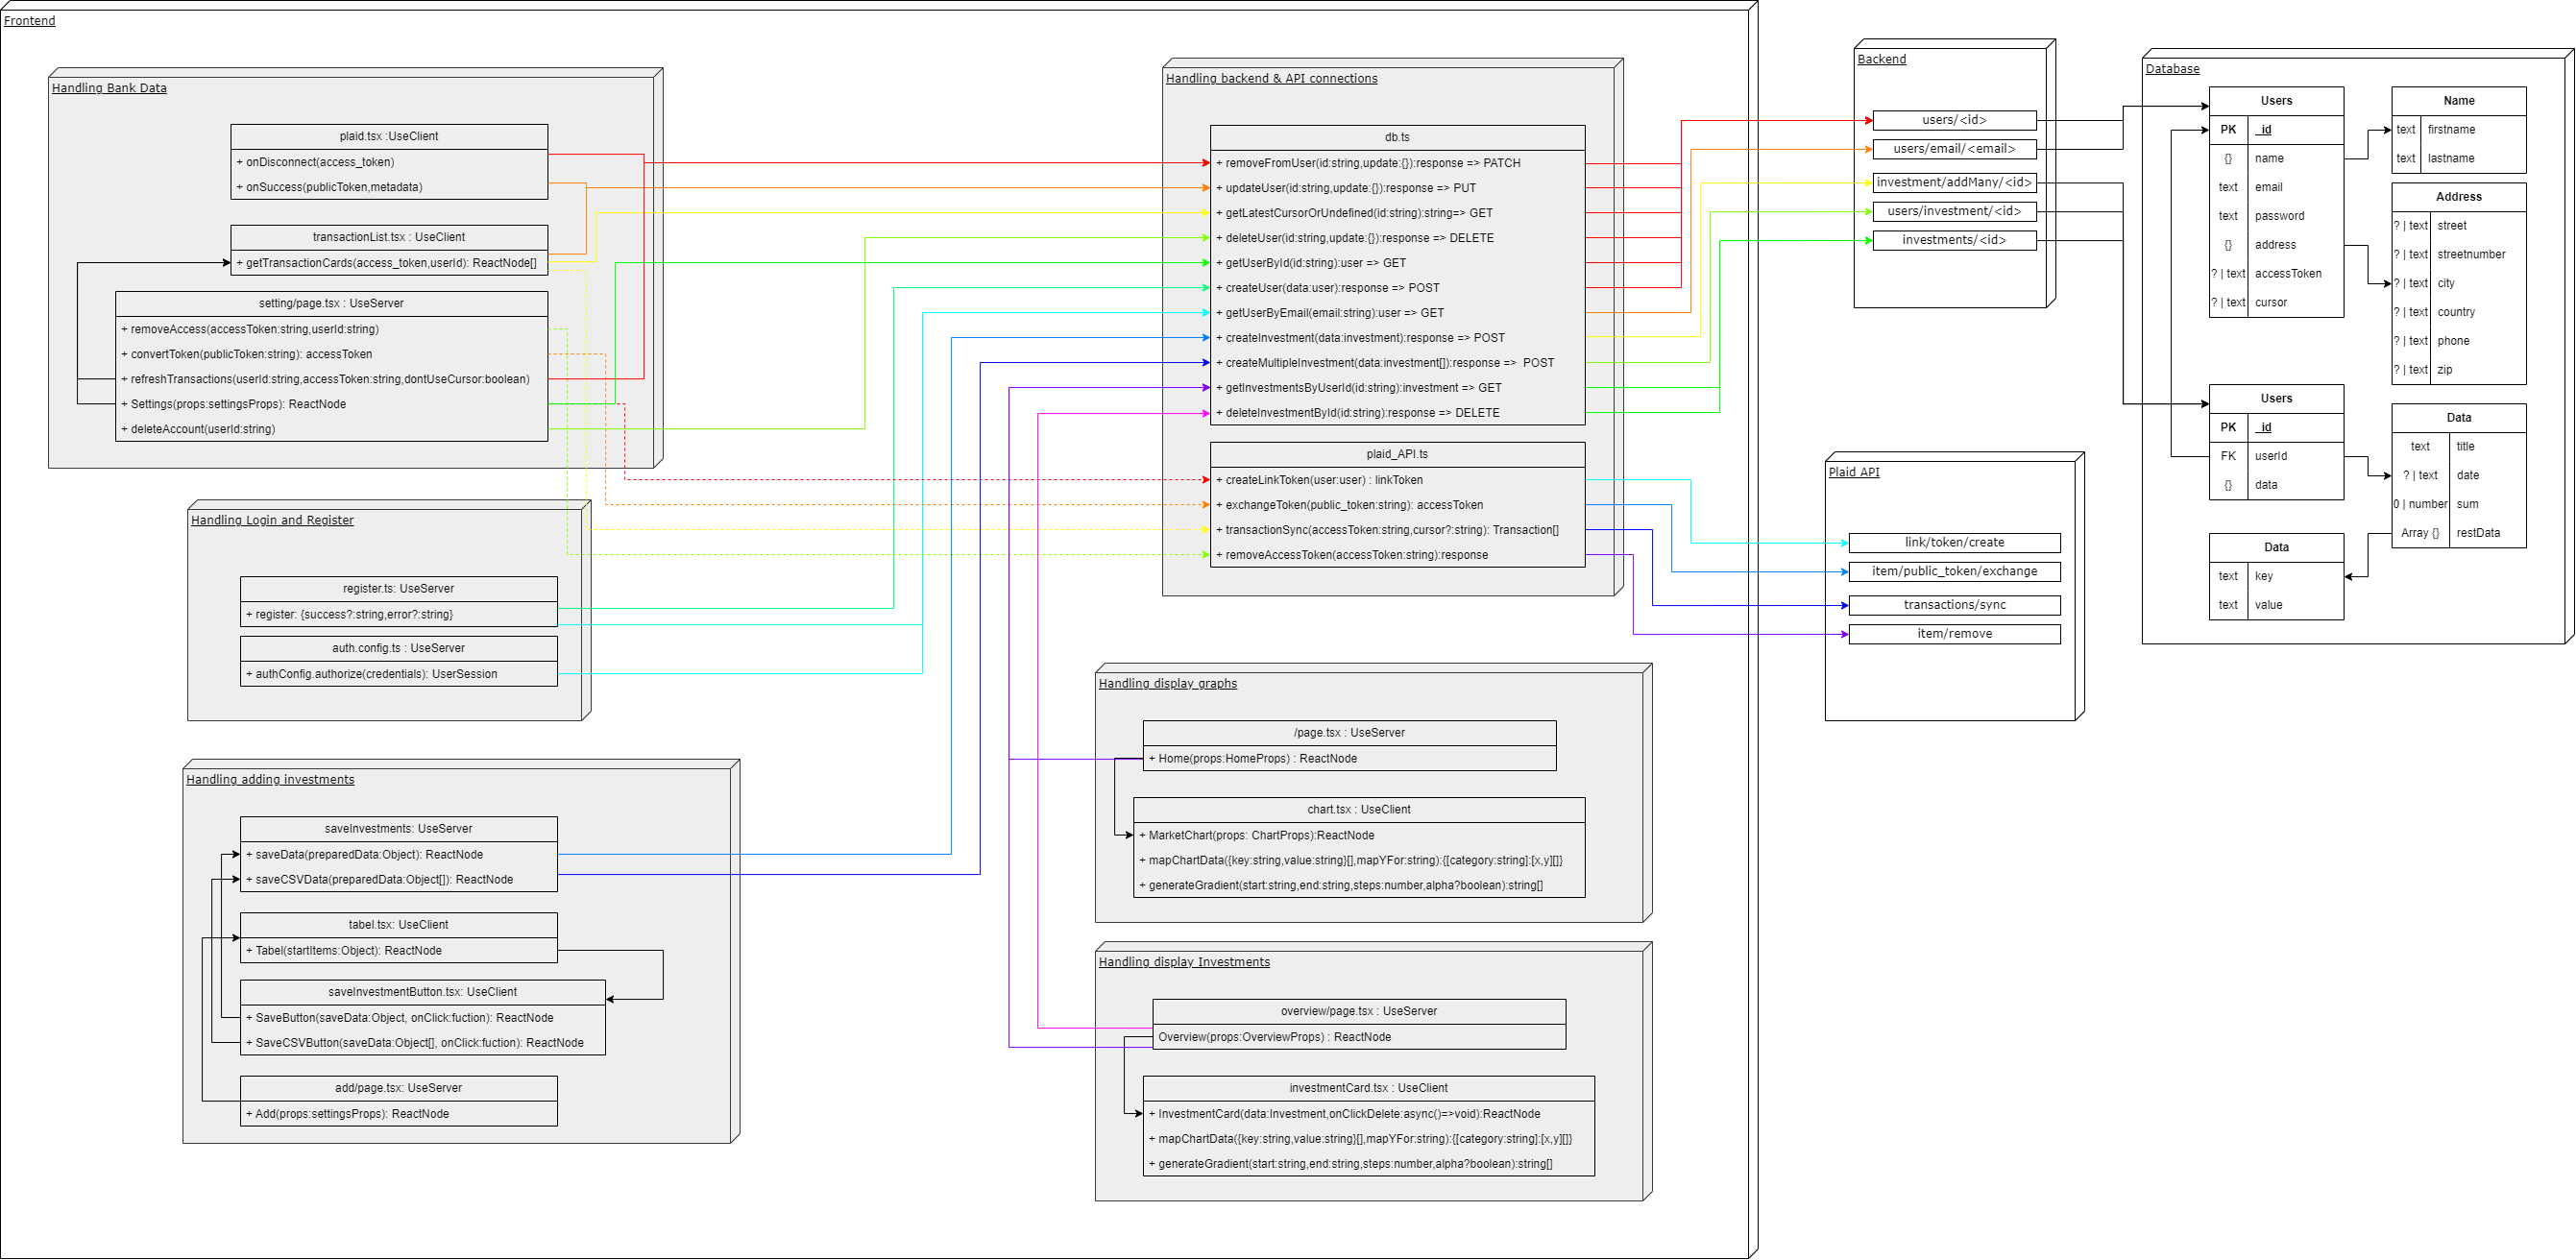 Frontend
Handling Bank Data
plaid.tsx :UseClient
+ onDisconnect(access_token)
+ onSuccess(publicToken,metadata)
transactionList.tsx : UseClient
+ getTransactionCards(access_token,userId): ReactNode[]
setting/page.tsx : UseServer
+ removeAccess(accessToken:string,userId:string)
+ convertToken(publicToken:string): accessToken
+ refreshTransactions(userId:string,accessToken:string,dontUseCursor:boolean)
+ Settings(props:settingsProps): ReactNode
+ deleteAccount(userId:string)
Handling Login and Register
register.ts: UseServer
+ register: {success?:string,error?:string}
auth.config.ts : UseServer
+ authConfig.authorize(credentials): UserSession
Handling adding investments
saveInvestments: UseServer
+ saveData(preparedData:Object): ReactNode
+ saveCSVData(preparedData:Object[]): ReactNode
tabel.tsx: UseClient
+ Tabel(startItems:Object): ReactNode
saveInvestmentButton.tsx: UseClient
+ SaveButton(saveData:Object, onClick:fuction): ReactNode
+ SaveCSVButton(saveData:Object[], onClick:fuction): ReactNode
add/page.tsx: UseServer
+ Add(props:settingsProps): ReactNode
Handling backend & API connections
db.ts
+ removeFromUser(id:string,update:{}):response => PATCH
+ updateUser(id:string,update:{}):response => PUT
+ getLatestCursorOrUndefined(id:string):string=> GET
+ deleteUser(id:string,update:{}):response => DELETE
+ getUserById(id:string):user => GET
+ createUser(data:user):response => POST
+ getUserByEmail(email:string):user => GET
+ createInvestment(data:investment):response => POST
+ createMultipleInvestment(data:investment[]):response =>  POST
+ getInvestmentsByUserId(id:string):investment => GET
+ deleteInvestmentById(id:string):response => DELETE
plaid_API.ts
+ createLinkToken(user:user) : linkToken
+ exchangeToken(public_token:string): accessToken
+ transactionSync(accessToken:string,cursor?:string): Transaction[]
+ removeAccessToken(accessToken:string):response
Handling display graphs
/page.tsx : UseServer
+ Home(props:HomeProps) : ReactNode
chart.tsx : UseClient
+ MarketChart(props: ChartProps):ReactNode
+ mapChartData({key:string,value:string}[],mapYFor:string):{[category:string]:[x,y][]}
+ generateGradient(start:string,end:string,steps:number,alpha?boolean):string[]
Handling display Investments
overview/page.tsx : UseServer
Overview(props:OverviewProps) : ReactNode
investmentCard.tsx : UseClient
+ InvestmentCard(data:Investment,onClickDelete:async()=>void):ReactNode
+ mapChartData({key:string,value:string}[],mapYFor:string):{[category:string]:[x,y][]}
+ generateGradient(start:string,end:string,steps:number,alpha?boolean):string[]
Backend
users/<id>
users/email/<email>
investment/addMany/<id>
users/investment/<id>
investments/<id>
Plaid API
link/token/create
item/public_token/exchange
transactions/sync
item/remove
Database
Users
PK _id
{} name
text email
text password
{} address
? | text accessToken
? | text cursor
Name
text firstname
text lastname
Address
? | text street
? | text streetnumber
? | text city
? | text country
? | text phone
? | text zip
Users
PK _id
FK userId
{} data
Data
text title
? | text date
0 | number sum
Array {} restData
Data
text key
text value